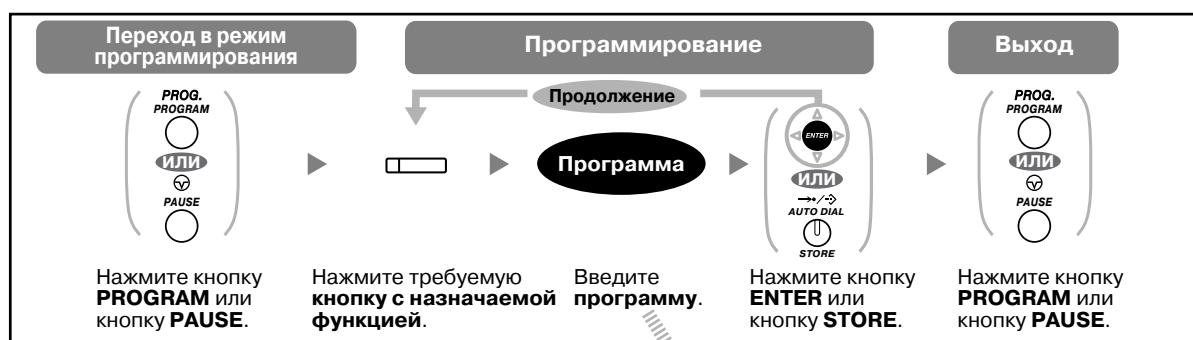 Переход в режим
программирования
Программирование
Выход
Продолжение
PROG.
PROGRAM
ИЛИ
PAUSE
Программа
ENTER
ИЛИ
AUTO DIAL
STORE
PROG.
PROGRAM
ИЛИ
PAUSE
Нажмите кнопку
PROGRAM или
кнопку PAUSE.
Нажмите требуемую
кнопку с назначаемой
функцией.
Введите
программу.
Нажмите кнопку
ENTER или
кнопку STORE.
Нажмите кнопку
PROGRAM или
кнопку PAUSE.